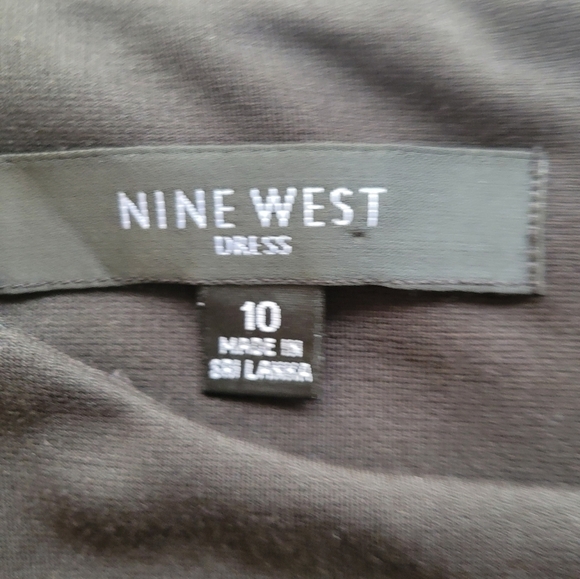 NINE WEST
DRESS
10
MADE IN
SRI LANKA